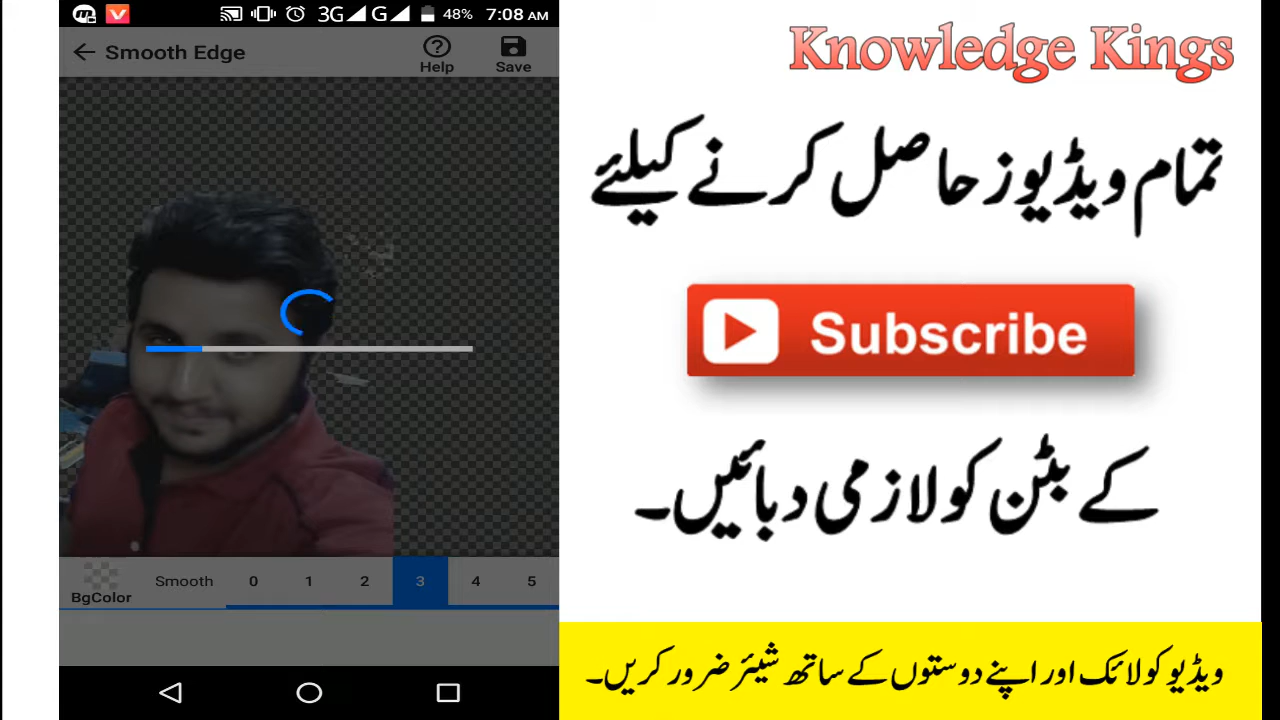 3G G 48% 7:08 AM
Smooth Edge
Help Save
BgColor Smooth 0 1 2 3 4 5
Knowledge Kings
تمام ویڈیوز حاصل کرنے کیلئے
Subscribe
کے بٹن کو لازمی دبائیں۔
ویڈیو کو لائک اور اپنے دوستوں کے ساتھ شیئر ضرور کریں۔